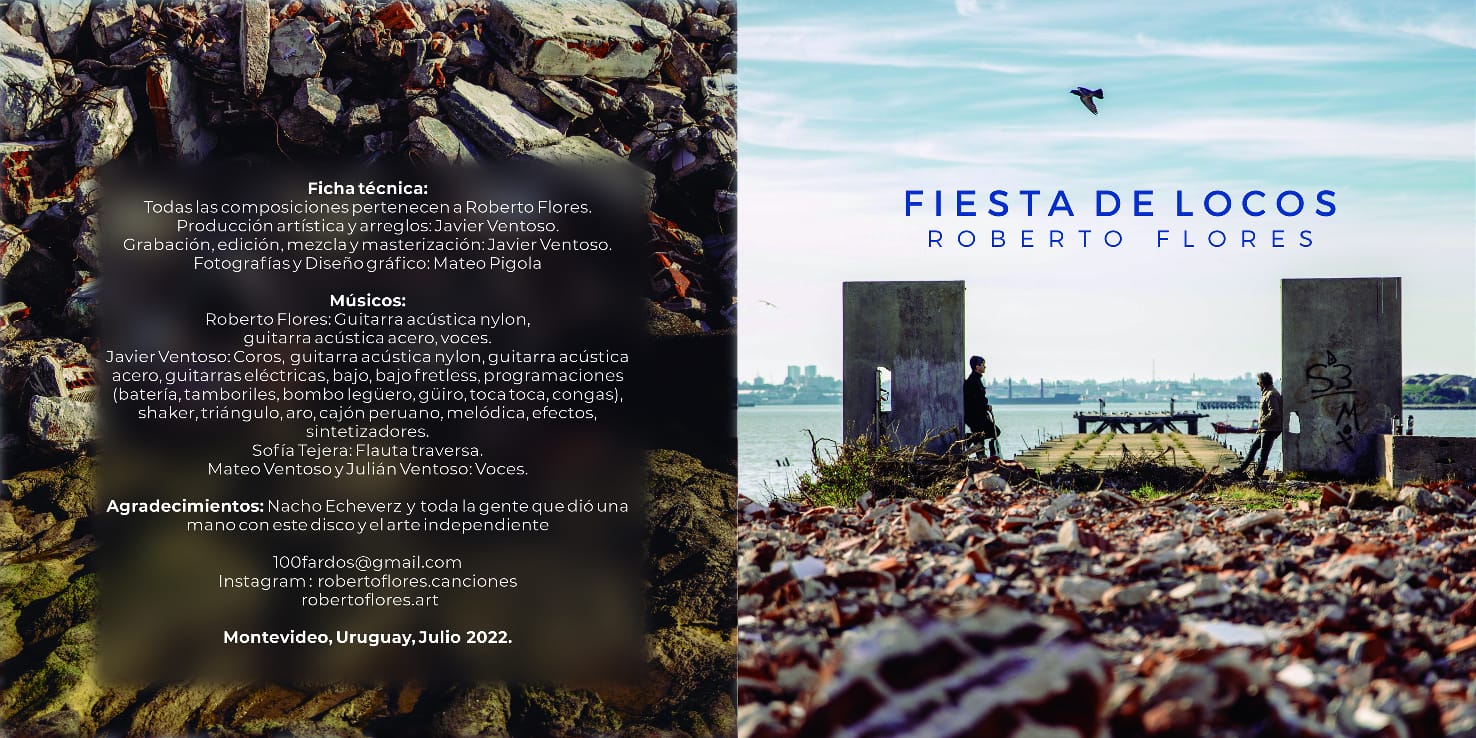 Ficha técnica:
Todas las composiciones pertenecen a Roberto Flores.
Producción artística y arreglos: Javier Ventoso.
Grabación, edición, mezcla y masterización: Javier Ventoso.
Fotografías y Diseño gráfico: Mateo Pigola
Músicos:
Roberto Flores: Guitarra acústica nylon,
guitarra acústica acero, voces.
Javier Ventoso: Coros, guitarra acústica nylon, guitarra acústica
acero, guitarras eléctricas, bajo, bajo fretless, programaciones
(batería, tamboriles, bombo legüero, güiro, toca toca, congas),
shaker, triángulo, aro, cajón peruano, melódica, efectos,
sintetizadores.
Sofía Tejera: Flauta traversa.
Mateo Ventoso y Julián Ventoso: Voces.
Agradecimientos: Nacho Echeverz y toda la gente que dió una
mano con este disco y el arte independiente
100fardos@gmail.com
Instagram : robertoflores.canciones
robertoflores.art
Montevideo, Uruguay, Julio 2022.
FIESTA DE LOCOS
ROBERTO FLORES